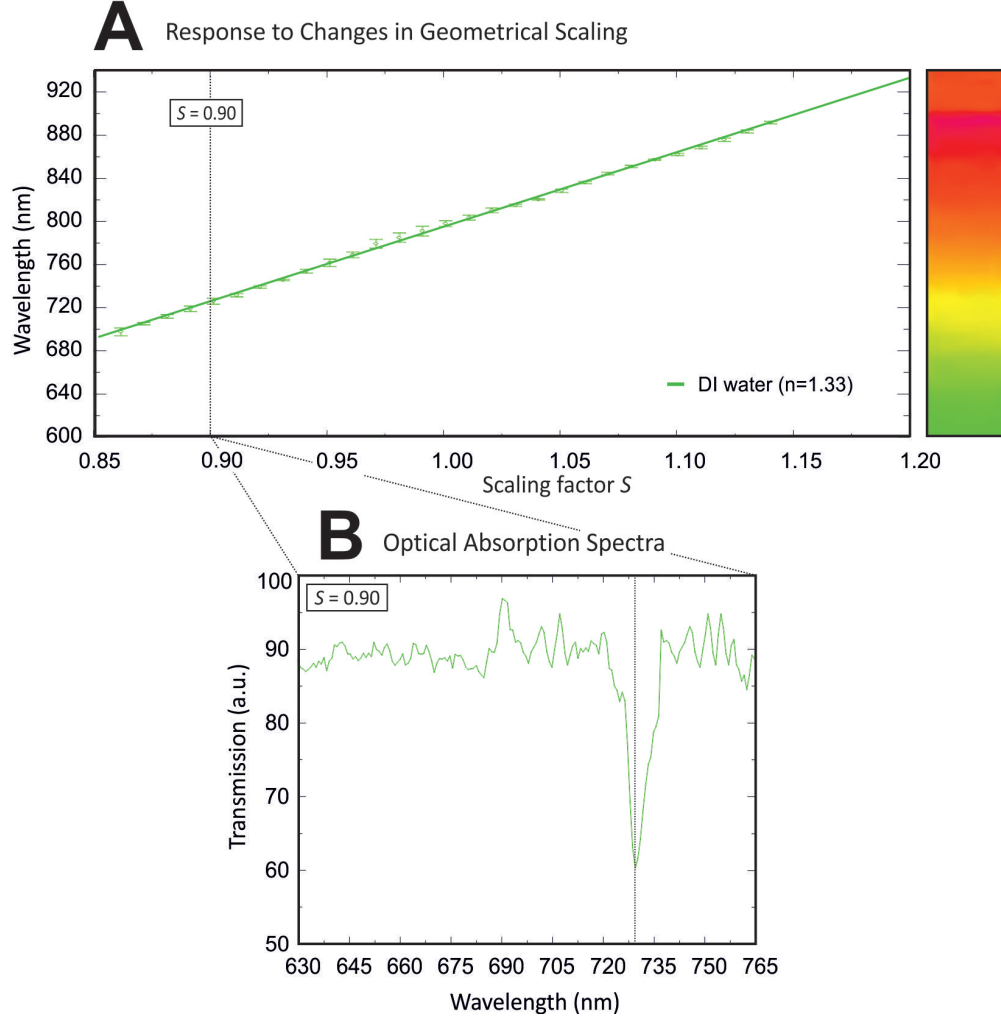 A Response to Changes in Geometrical Scaling
920
880
840
800
760
720
680
640
600
Wavelength (nm)
S = 0.90
DI water (n=1.33)
0.85 0.90 0.95 1.00 1.05 1.10 1.15 1.20
Scaling factor S
B Optical Absorption Spectra
100
90
80
70
60
50
Transmission (a.u.)
S = 0.90
630 645 660 675 690 705 720 735 750 765
Wavelength (nm)